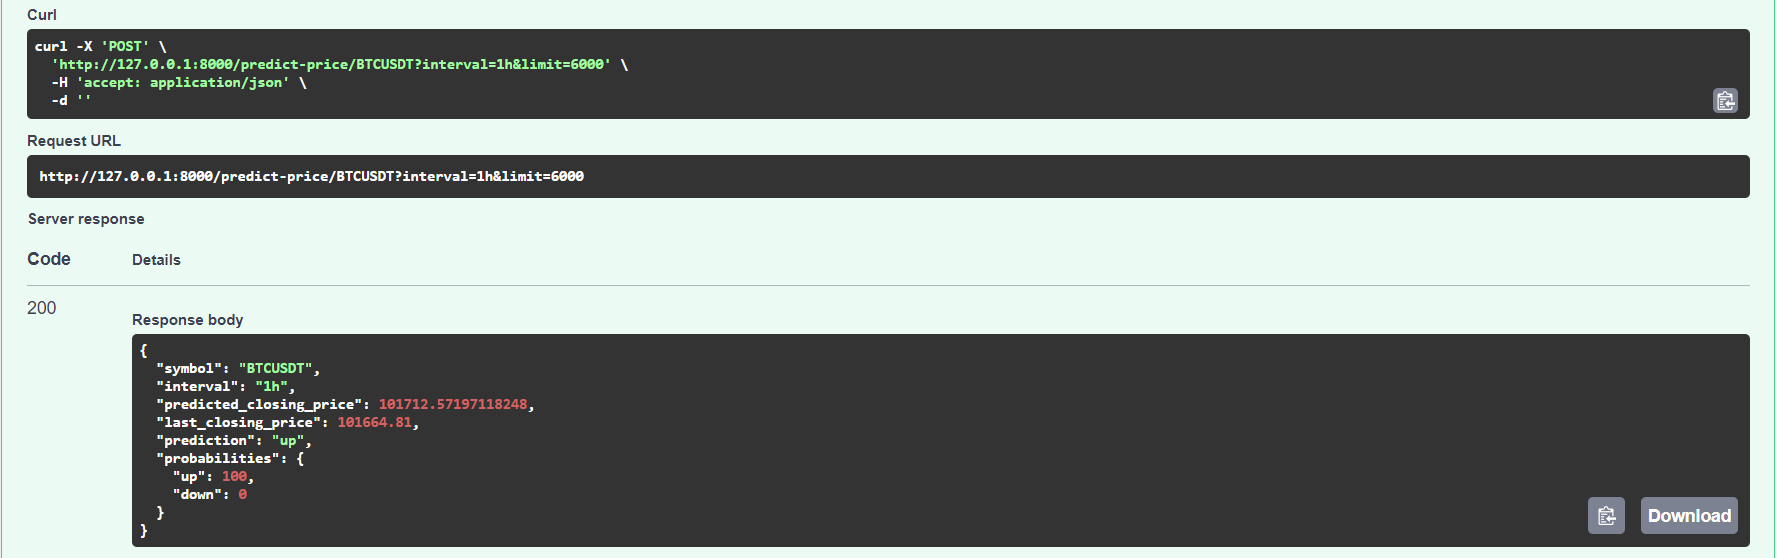 Curl
curl -X 'POST' \
  'http://127.0.0.1:8000/predict-price/BTCUSDT?interval=1h&limit=6000' \
  -H 'accept: application/json' \
  -d ''
Request URL
http://127.0.0.1:8000/predict-price/BTCUSDT?interval=1h&limit=6000
Server response
Code Details
200
Response body
{
  "symbol": "BTCUSDT",
  "interval": "1h",
  "predicted_closing_price": 101712.57197118248,
  "last_closing_price": 101664.81,
  "prediction": "up",
  "probabilities": {
    "up": 100,
    "down": 0
  }
}
Download